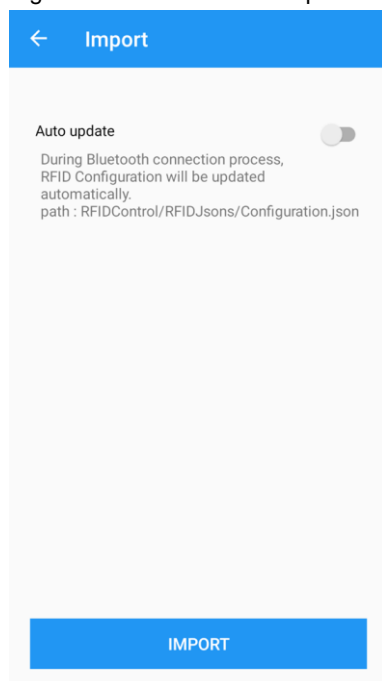 Import
Auto update
During Bluetooth connection process,
RFID Configuration will be updated
automatically.
path : RFIDControl/RFIDJsons/Configuration.json
IMPORT